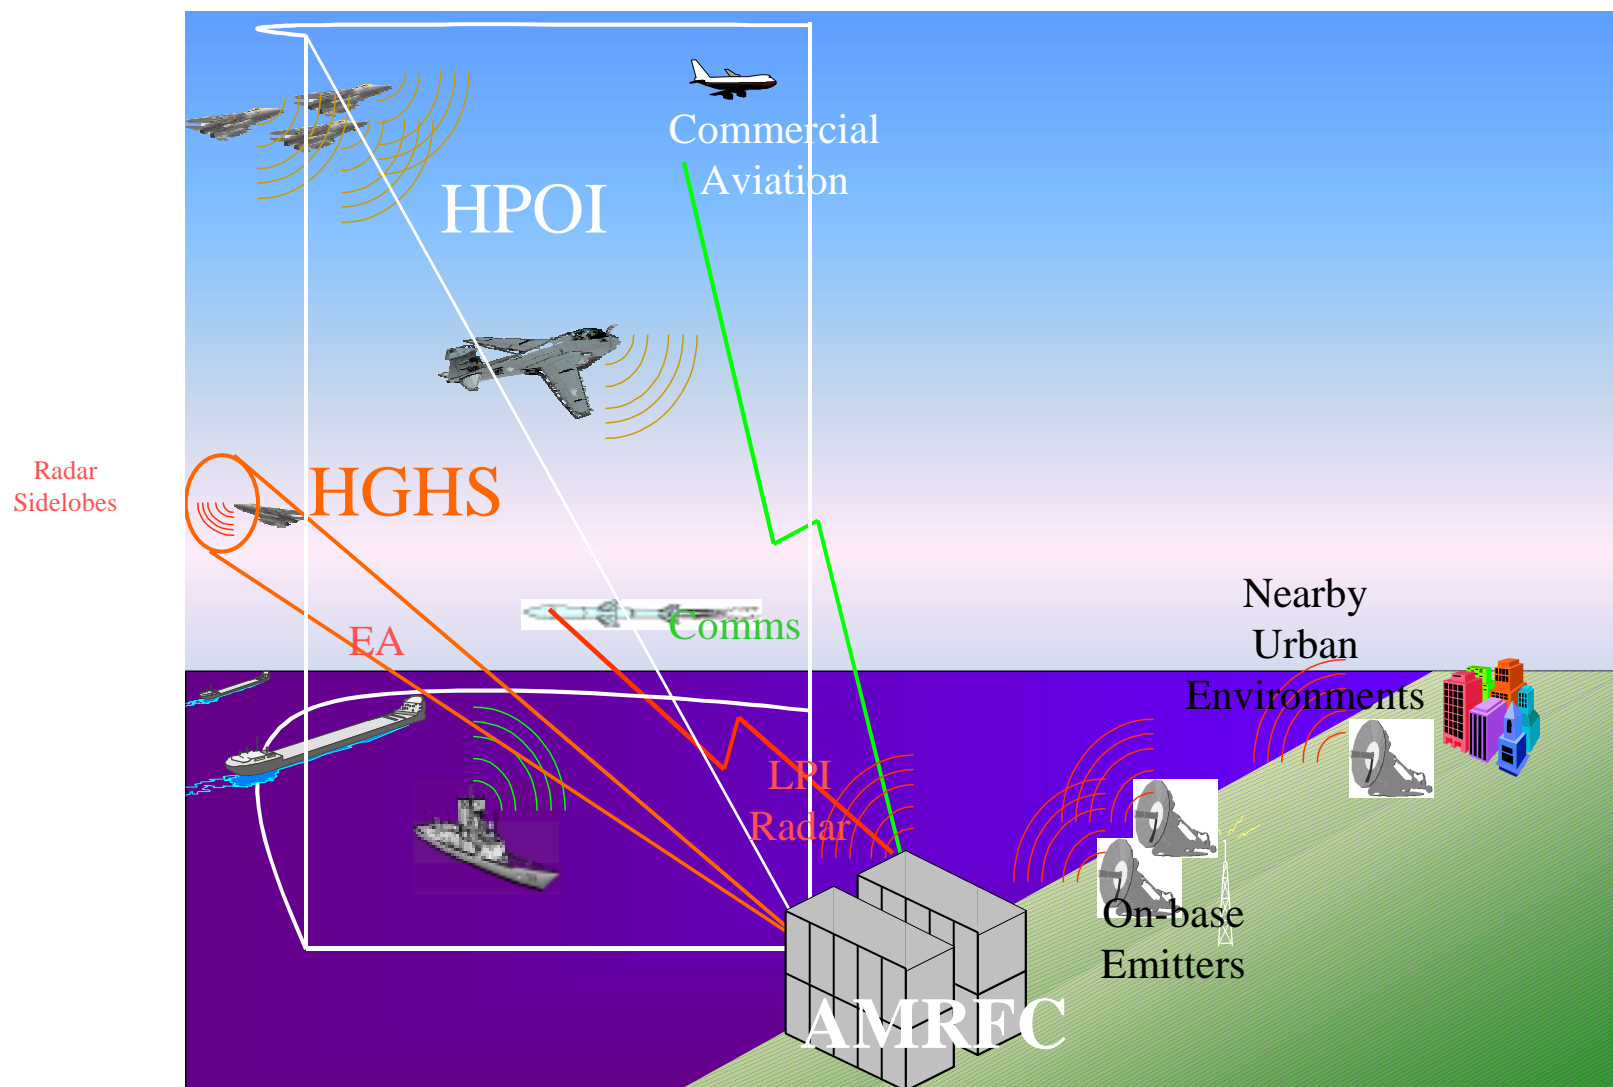 Commercial
Aviation
HPOI
Radar
Sidelobes
HGHS
EA
Comms
Nearby
Urban
Environments
LPI
Radar
On-base
Emitters
AMRFC